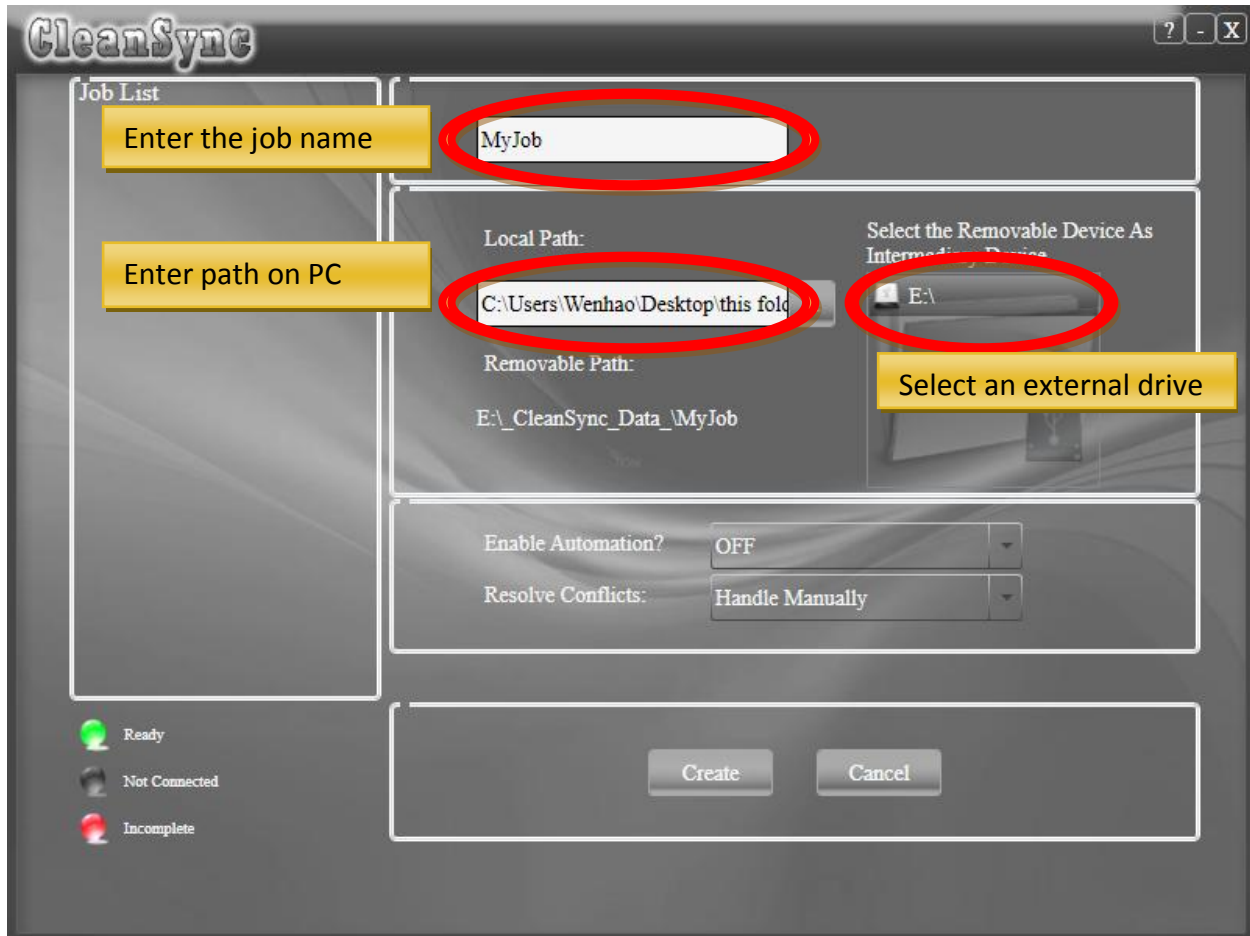 CleanSync
? - X
Job List
Enter the job name
MyJob
Local Path:
Select the Removable Device As
Intermediary Device
Enter path on PC
C:\Users\Wenhao\Desktop\this fold
E:\
Removable Path:
Select an external drive
E:\_CleanSync_Data_\MyJob
Enable Automation?
OFF
Resolve Conflicts:
Handle Manually
Ready
Not Connected
Incomplete
Create
Cancel